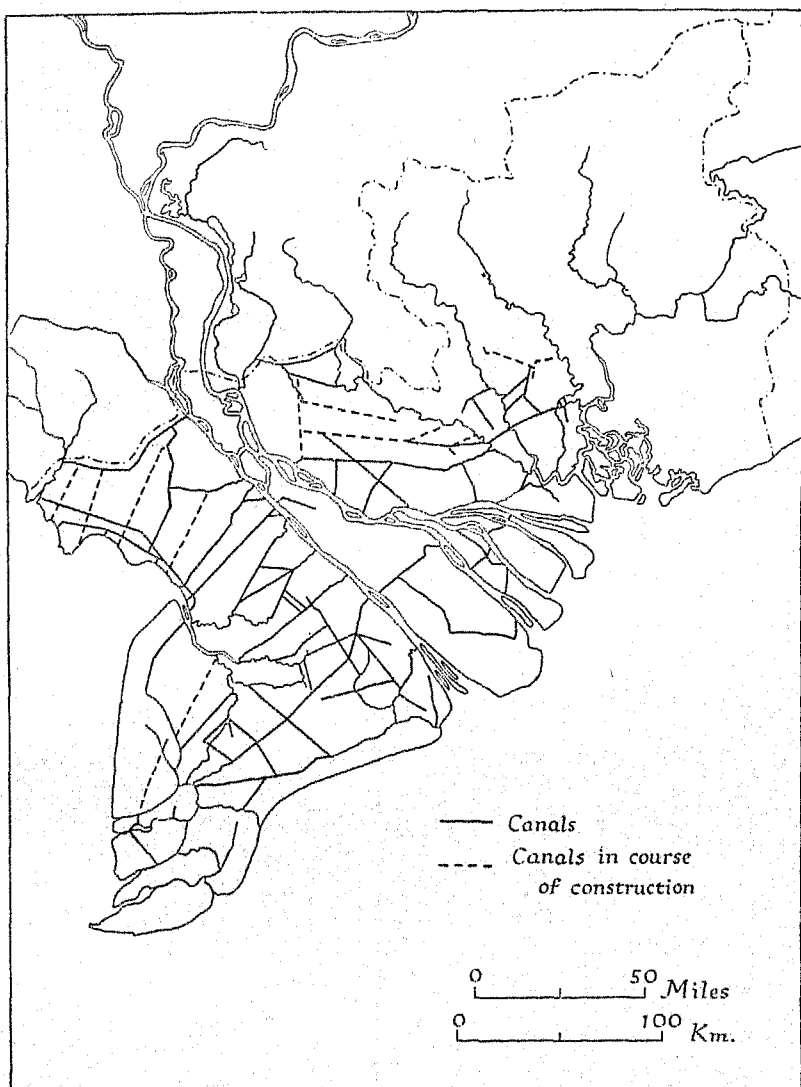 Canals
Canals in course
of construction
0 50 Miles
0 100 Km.